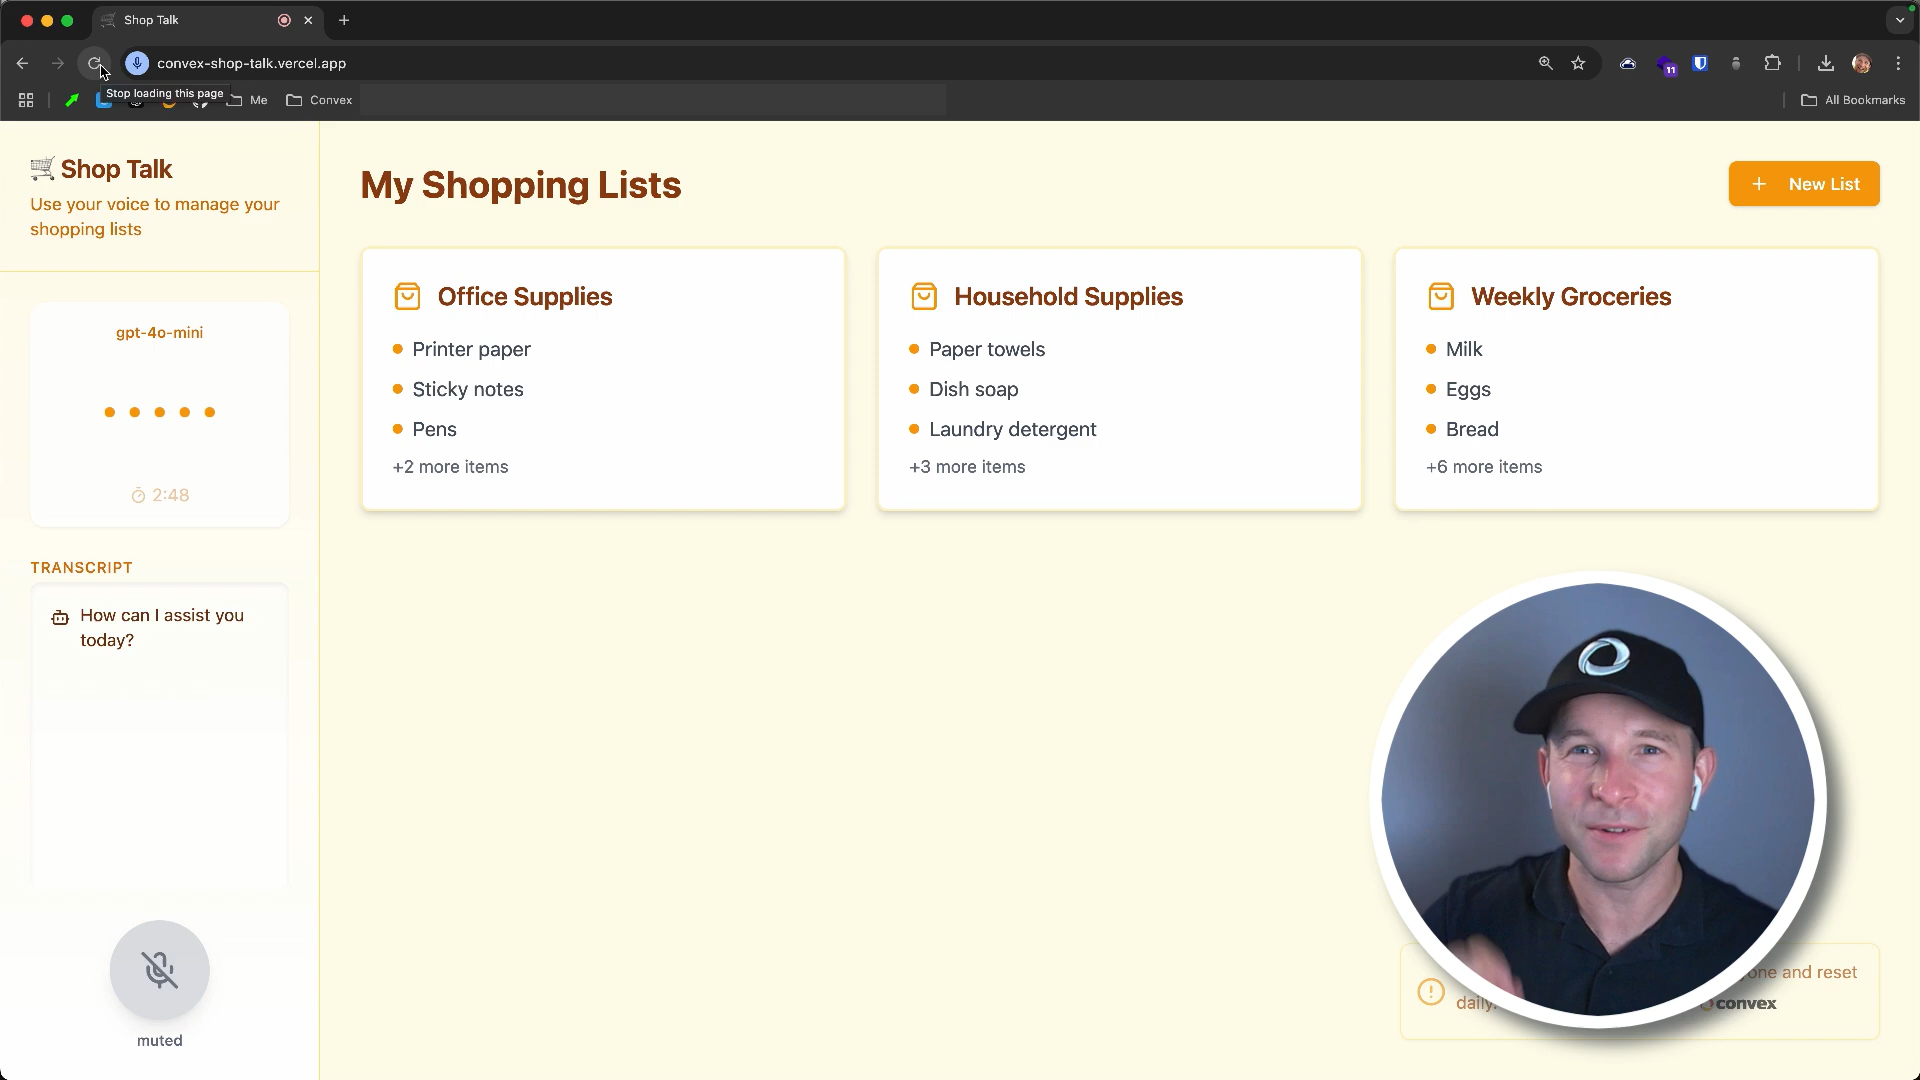 Shop Talk
convex-shop-talk.vercel.app
11
Stop loading this page
Me
Convex
All Bookmarks
Shop Talk
Use your voice to manage your
shopping lists
gpt-4o-mini
2:48
TRANSCRIPT
How can I assist you
today?
muted
My Shopping Lists
New List
Office Supplies
Printer paper
Sticky notes
Pens
+2 more items
Household Supplies
Paper towels
Dish soap
Laundry detergent
+3 more items
Weekly Groceries
Milk
Eggs
Bread
+6 more items
and reset
daily.
convex